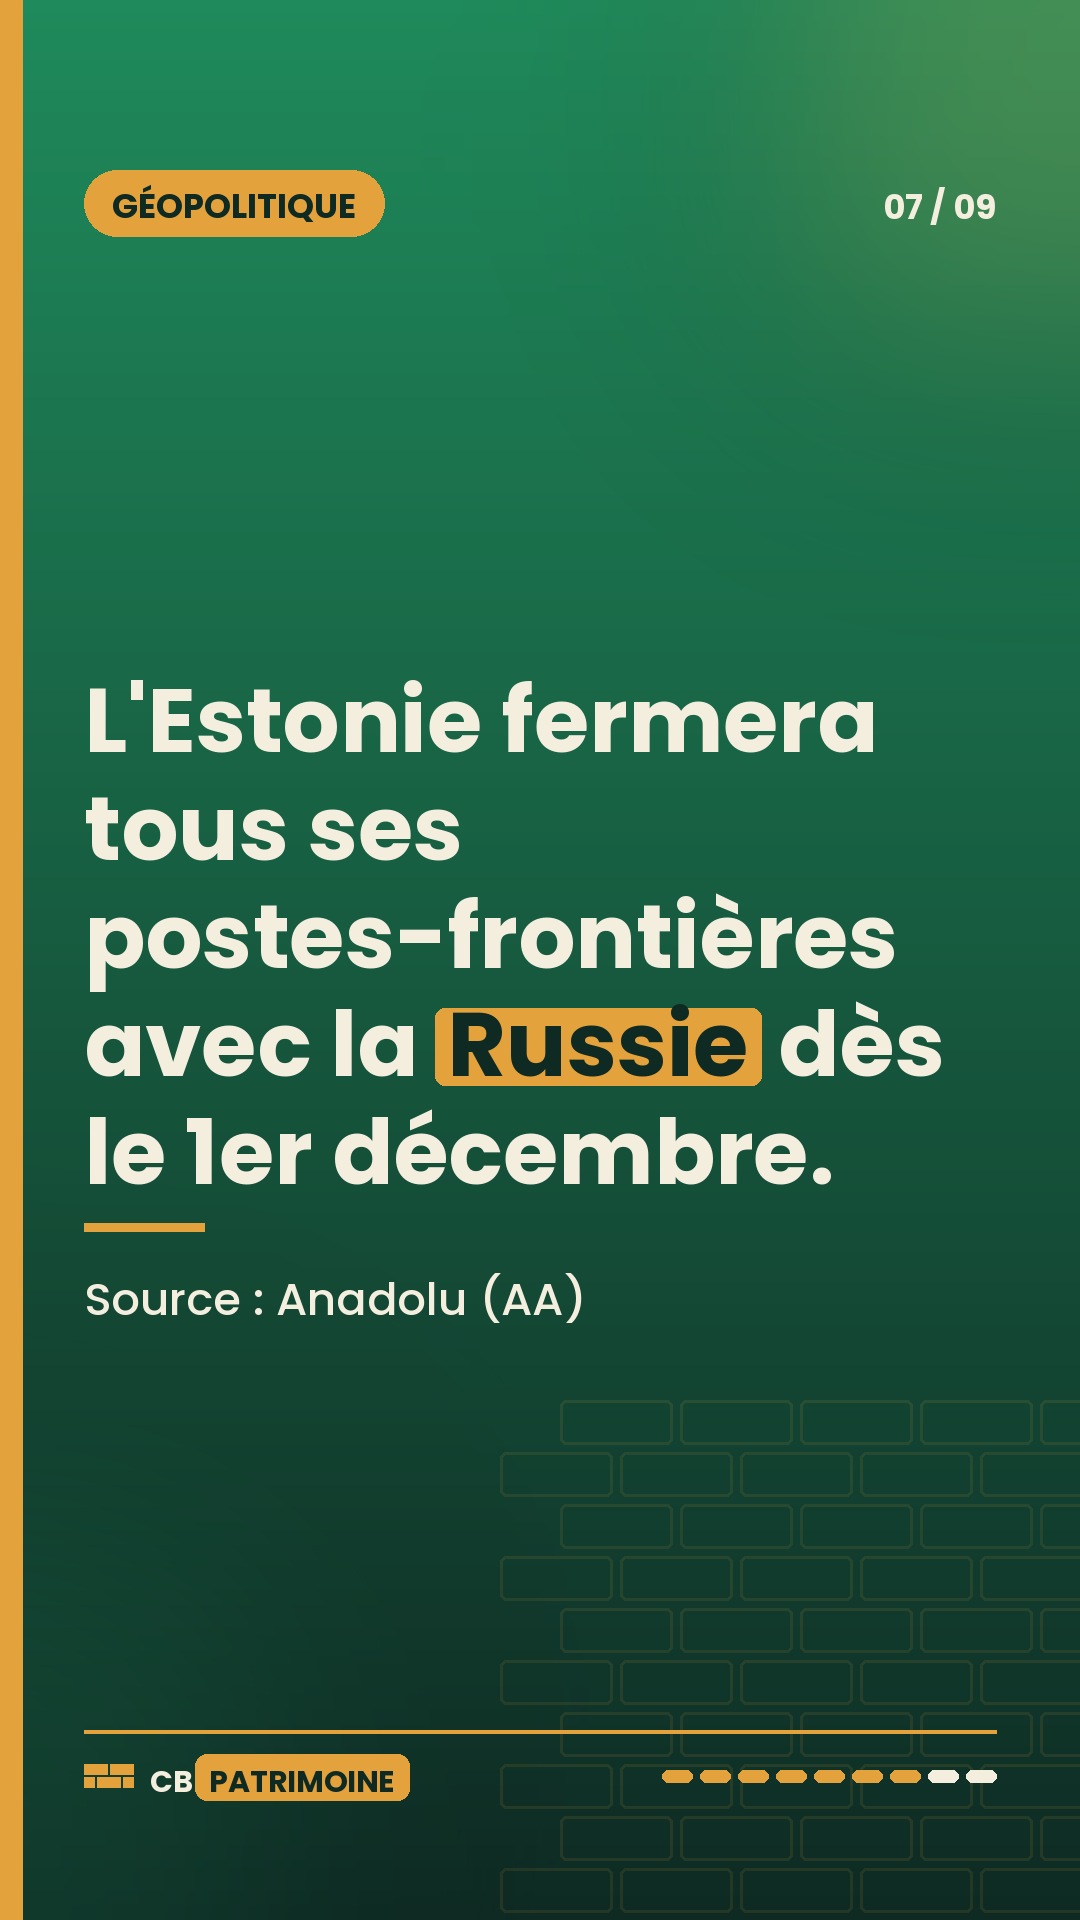 GÉOPOLITIQUE
07 / 09
L'Estonie fermera
tous ses
postes-frontières
avec la Russie dès
le 1er décembre.
Source : Anadolu (AA)
CB PATRIMOINE